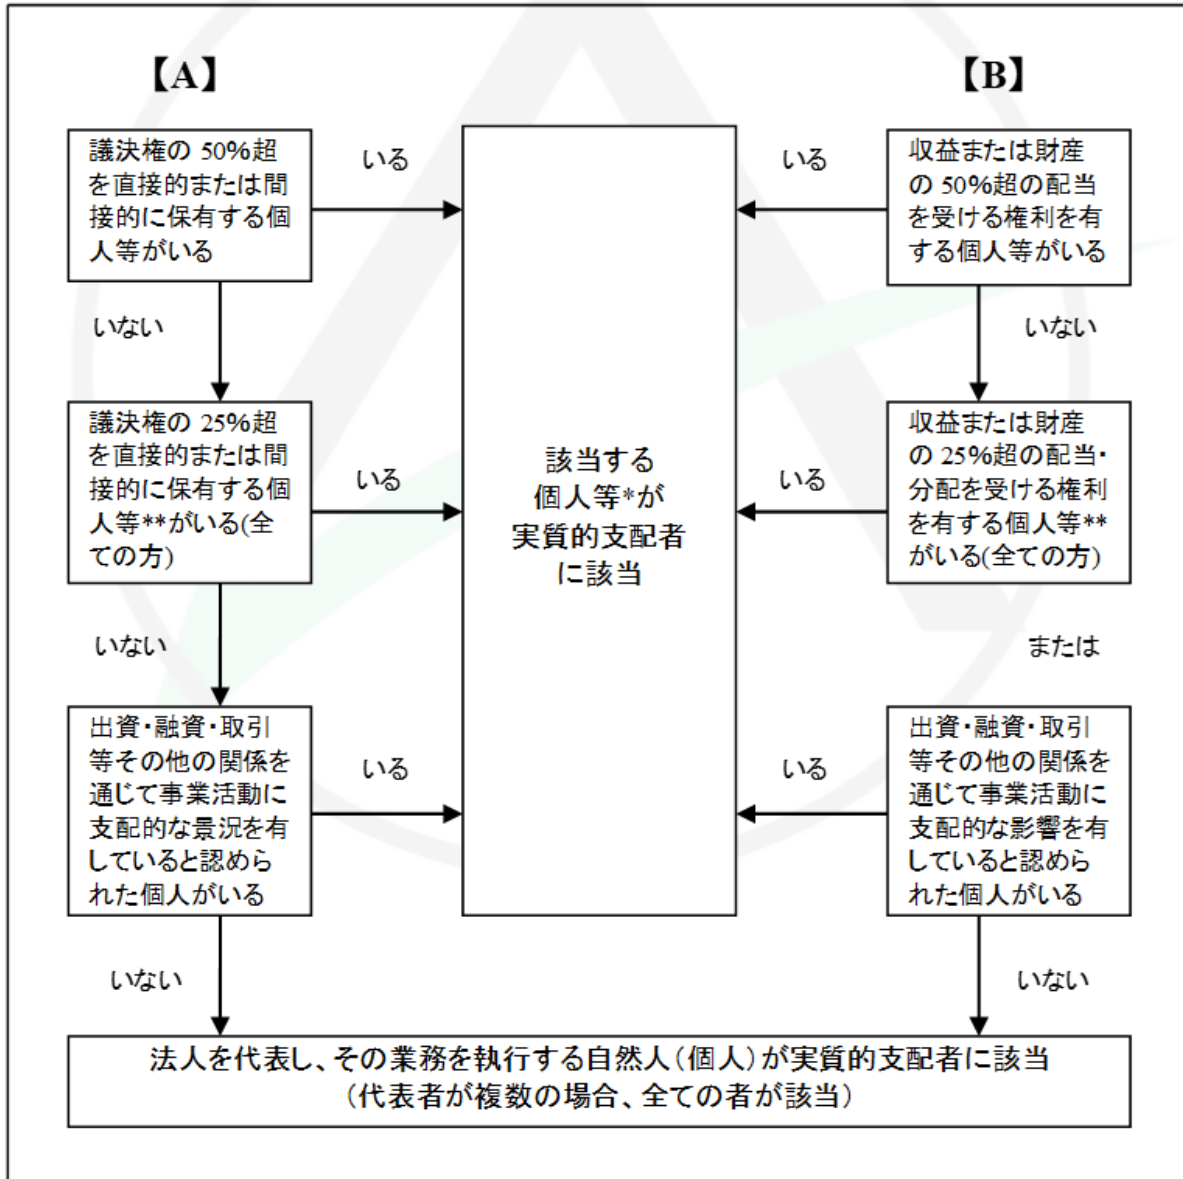 【A】
【B】
議決権の 50%超
を直接的または間
接的に保有する個
人等がいる
いる
いる
収益または財産
の 50%超の配当
を受ける権利を有
する個人等がいる
いない
いない
議決権の 25%超
を直接的または間
接的に保有する個
人等**がいる(全
ての方)
いる
該当する
個人等*が
実質的支配者
に該当
いる
収益または財産
の 25%超の配当・
分配を受ける権利
を有する個人等**
がいる(全ての方)
いない
または
出資・融資・取引
等その他の関係を
通じて事業活動に
支配的な景況を有
していると認めら
れた個人がいる
いる
いる
出資・融資・取引
等その他の関係を
通じて事業活動に
支配的な影響を有
していると認めら
れた個人がいる
いない
いない
法人を代表し、その業務を執行する自然人(個人)が実質的支配者に該当
(代表者が複数の場合、全ての者が該当)